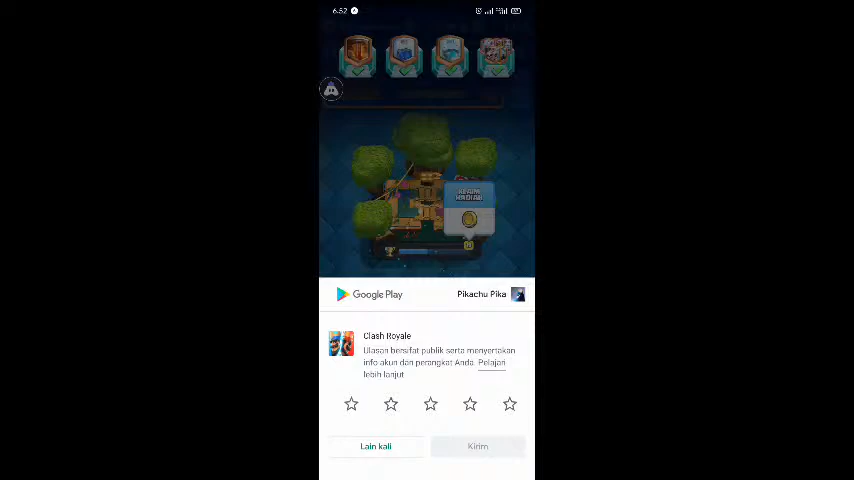 6.52
Google Play
Pikachu Pika
Clash Royale
Ulasan bersifat publik serta menyertakan
info akun dan perangkat Anda. Pelajari
lebih lanjut
Lain kali
Kirim